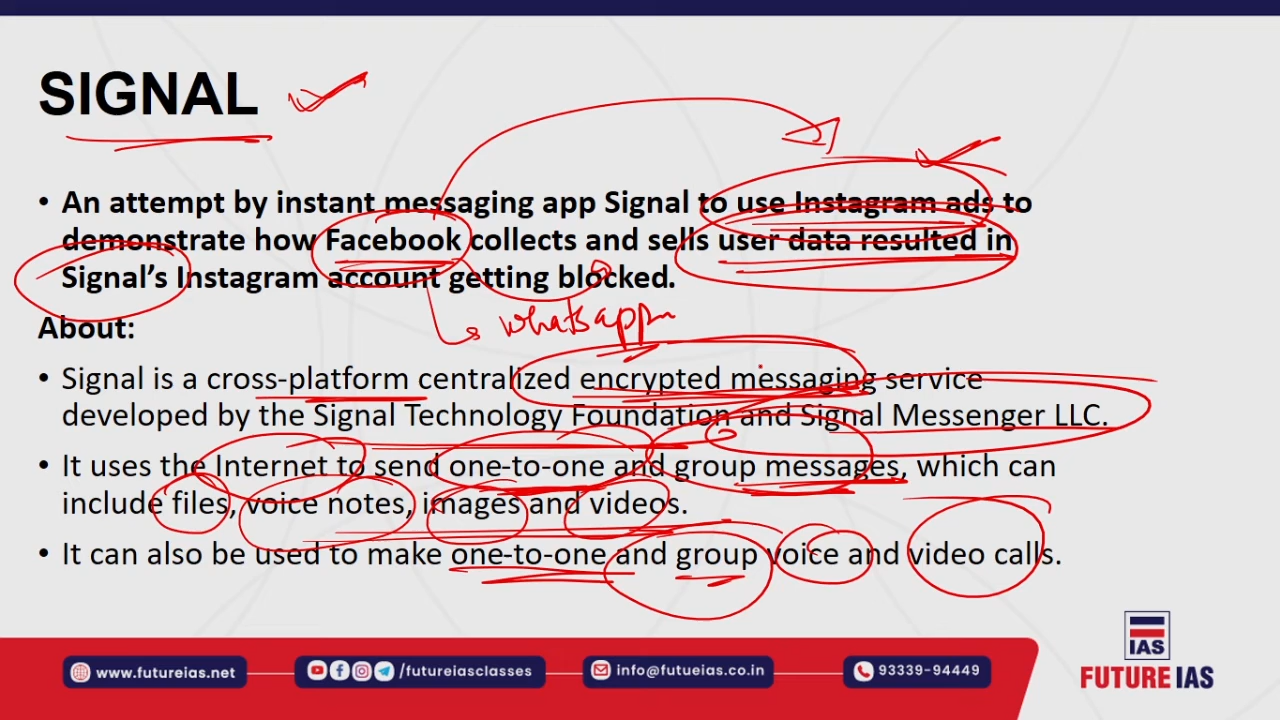 SIGNAL
• An attempt by instant messaging app Signal to use Instagram ads to
demonstrate how Facebook collects and sells user data resulted in
Signal’s Instagram account getting blocked.
whatsapp
About:
• Signal is a cross-platform centralized encrypted messaging service
developed by the Signal Technology Foundation and Signal Messenger LLC.
• It uses the Internet to send one-to-one and group messages, which can
include files, voice notes, images and videos.
• It can also be used to make one-to-one and group voice and video calls.
IAS
FUTURE IAS
www.futureias.net
/futureiasclasses
info@futueias.co.in
93339-94449